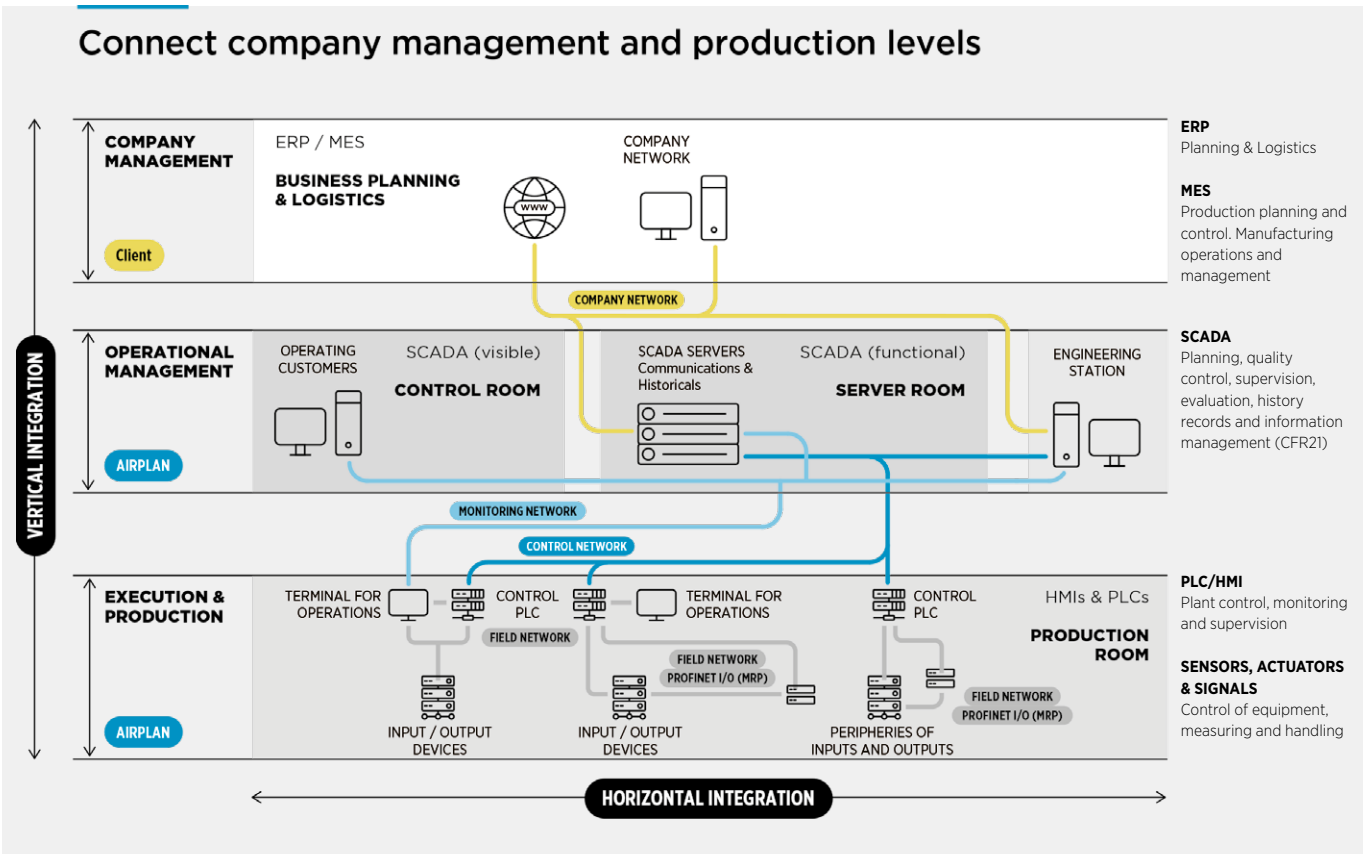 Connect company management and production levels
COMPANY
MANAGEMENT
Client
ERP / MES
BUSINESS PLANNING
& LOGISTICS
www
COMPANY
NETWORK
ERP
Planning & Logistics
MES
Production planning and
control. Manufacturing
operations and
management
COMPANY NETWORK
VERTICAL INTEGRATION
OPERATIONAL
MANAGEMENT
AIRPLAN
OPERATING
CUSTOMERS
SCADA (visible)
CONTROL ROOM
SCADA SERVERS
Communications &
Historicals
SCADA (functional)
SERVER ROOM
ENGINEERING
STATION
SCADA
Planning, quality
control, supervision,
evaluation, history
records and information
management (CFR21)
MONITORING NETWORK
CONTROL NETWORK
EXECUTION &
PRODUCTION
AIRPLAN
TERMINAL FOR
OPERATIONS
CONTROL
PLC
TERMINAL FOR
OPERATIONS
CONTROL
PLC
HMIs & PLCs
PRODUCTION
ROOM
FIELD NETWORK
FIELD NETWORK
PROFINET I/O (MRP)
FIELD NETWORK
PROFINET I/O (MRP)
INPUT / OUTPUT
DEVICES
INPUT / OUTPUT
DEVICES
PERIPHERIES OF
INPUTS AND OUTPUTS
PLC/HMI
Plant control, monitoring
and supervision
SENSORS, ACTUATORS
& SIGNALS
Control of equipment,
measuring and handling
HORIZONTAL INTEGRATION